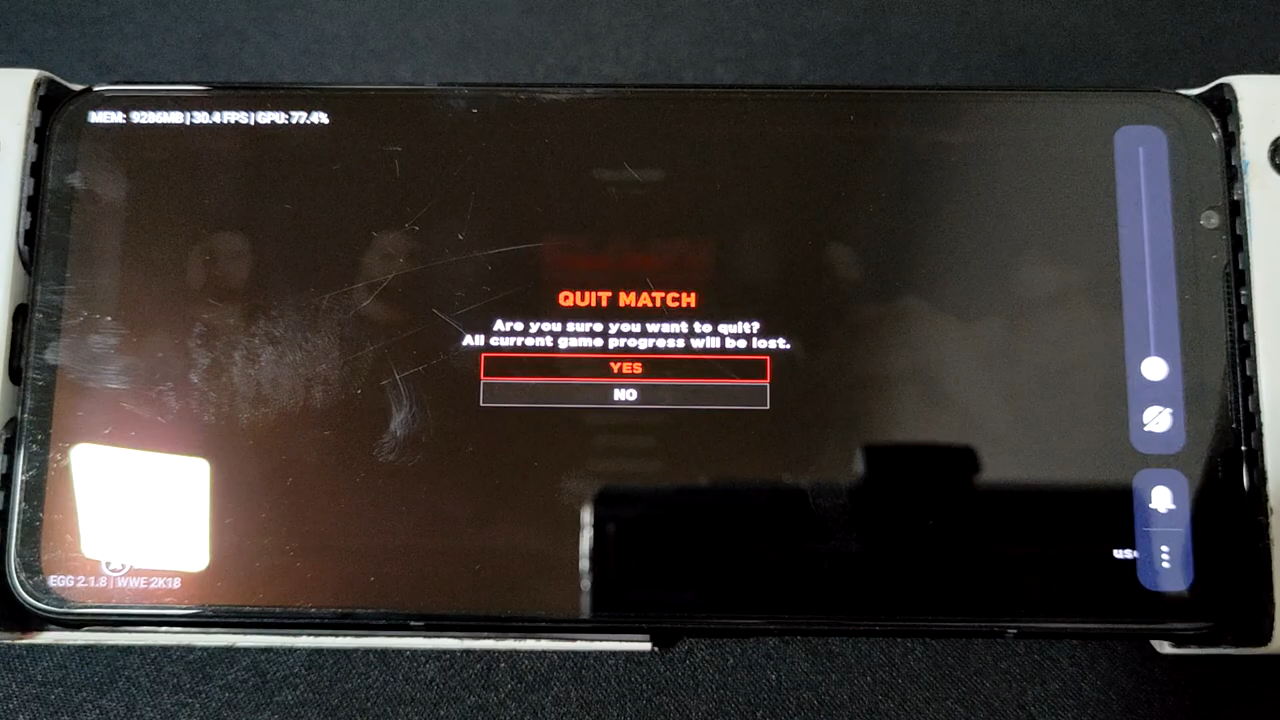 MEM: 9286MB | 30.4 FPS | GPU: 77.4%
QUIT MATCH
Are you sure you want to quit?
All current game progress will be lost.
YES
NO
EGG 2.1.8 | WWE 2K18